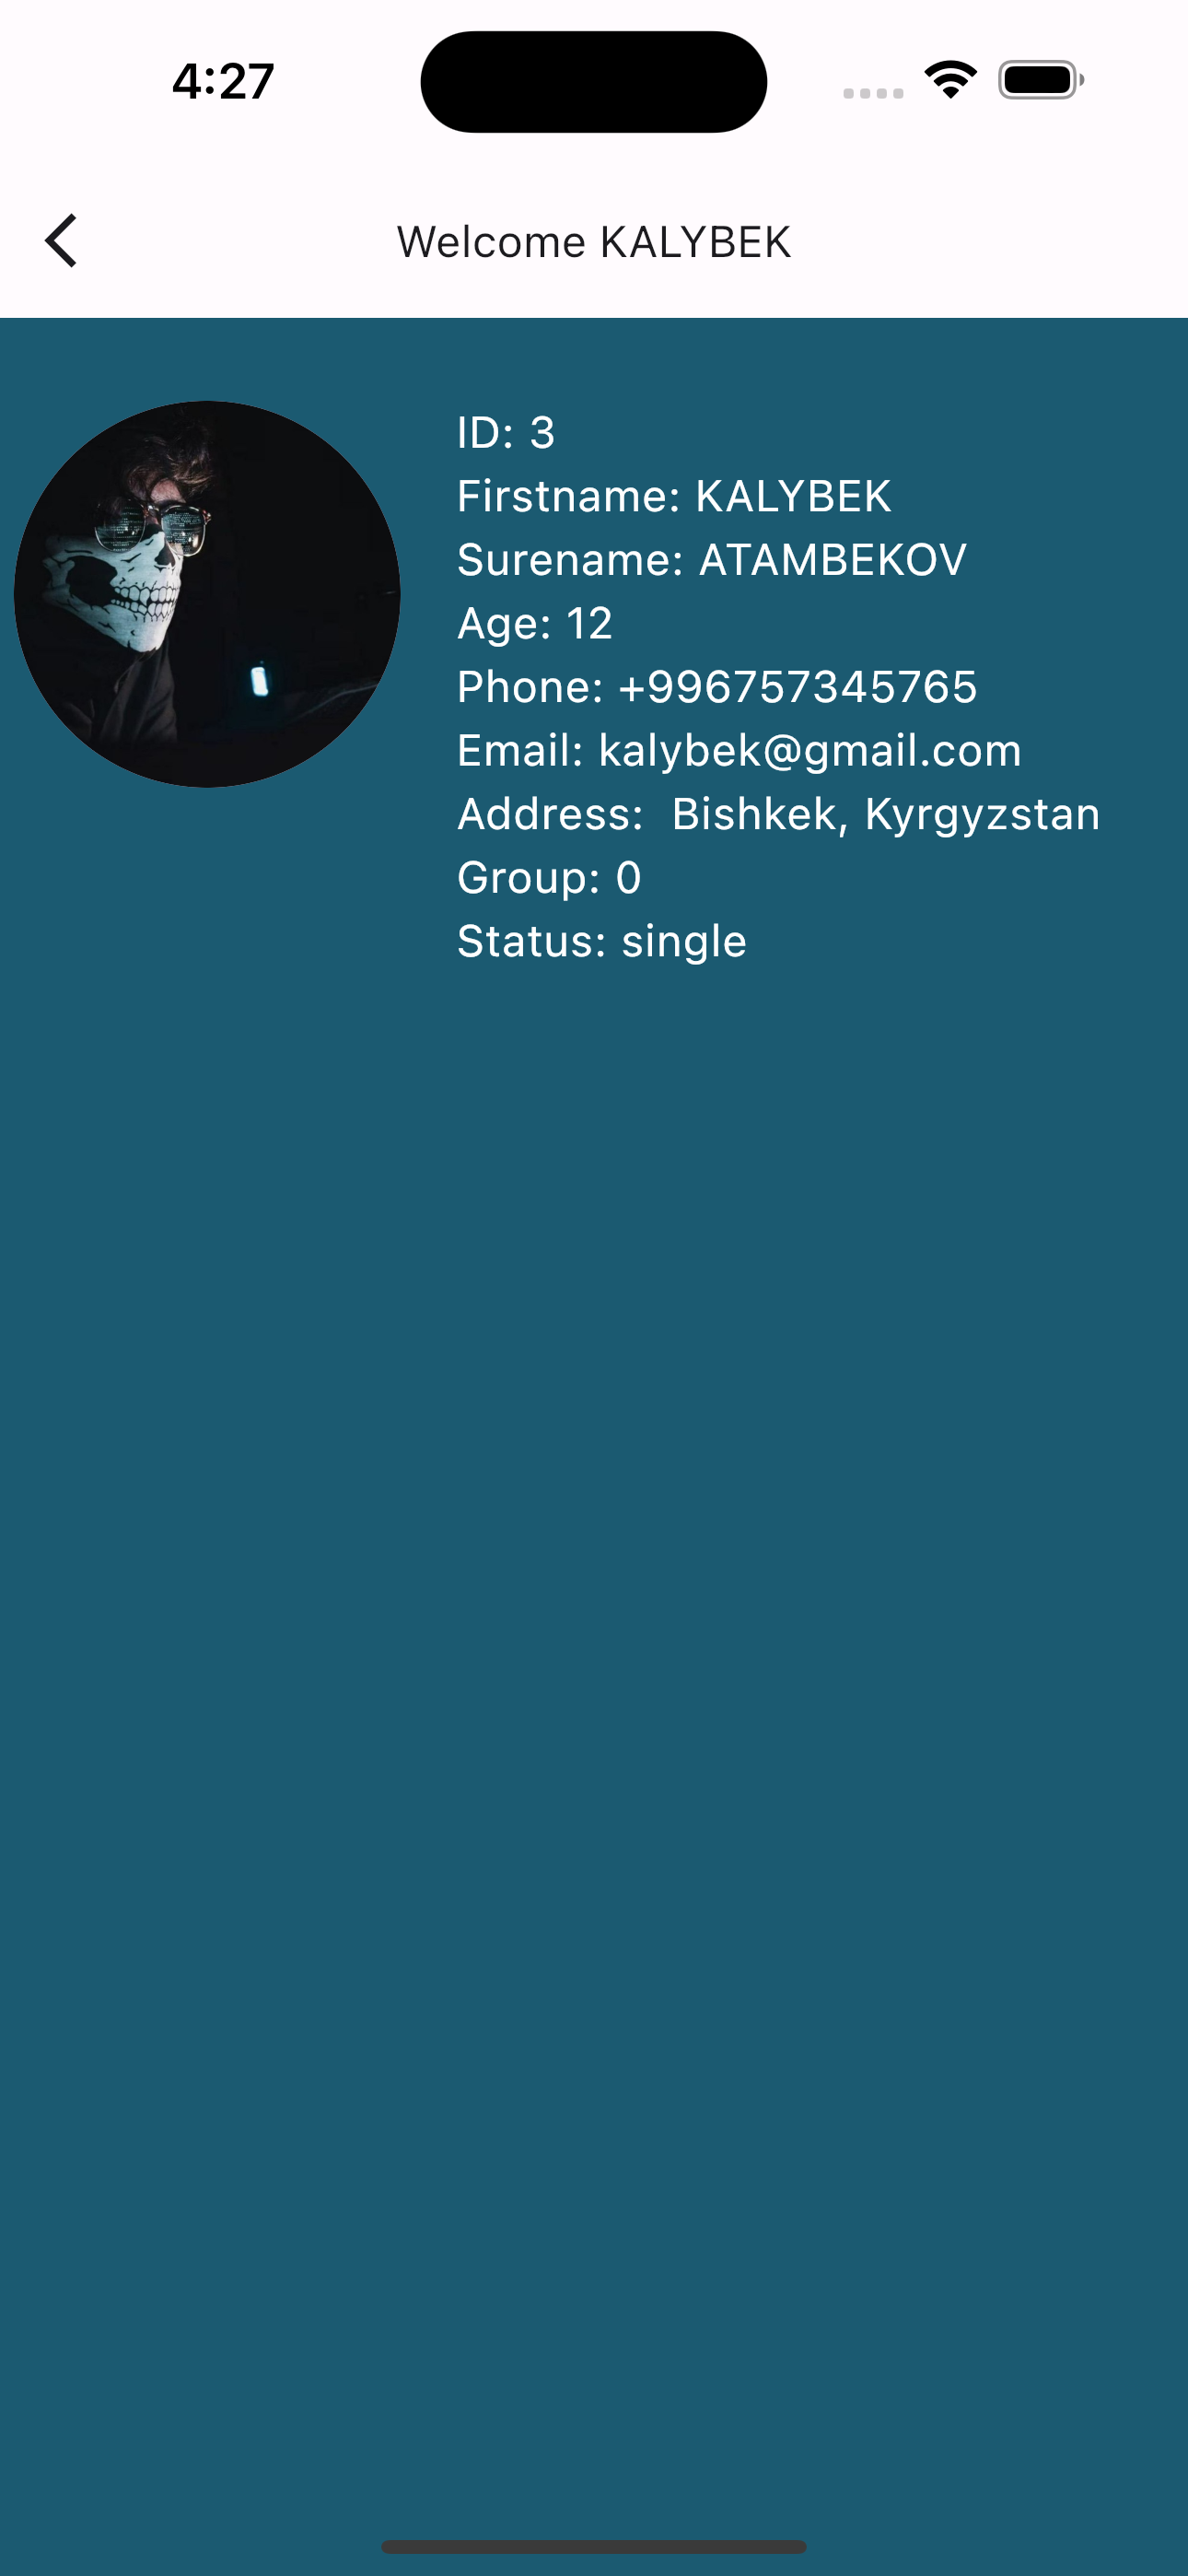 4:27
Welcome KALYBEK
ID: 3
Firstname: KALYBEK
Surename: ATAMBEKOV
Age: 12
Phone: +996757345765
Email: kalybek@gmail.com
Address:  Bishkek, Kyrgyzstan
Group: 0
Status: single